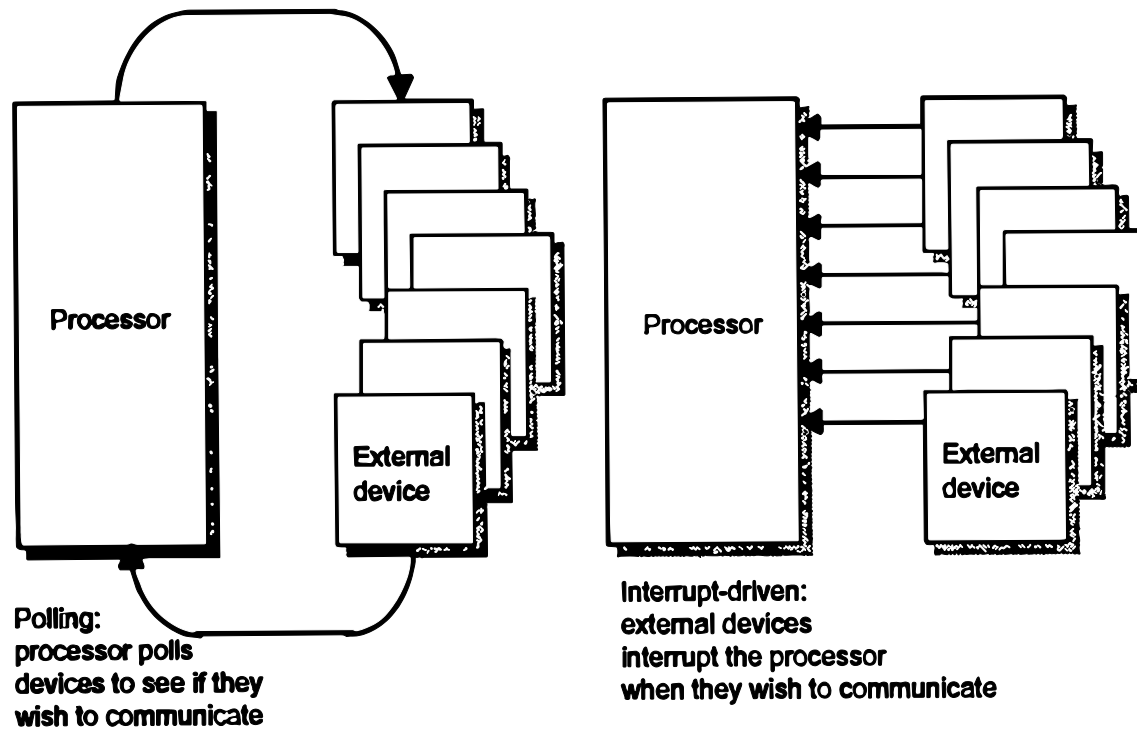 Processor
External
device
Polling:
processor polls
devices to see if they
wish to communicate
Processor
External
device
Interrupt-driven:
external devices
interrupt the processor
when they wish to communicate